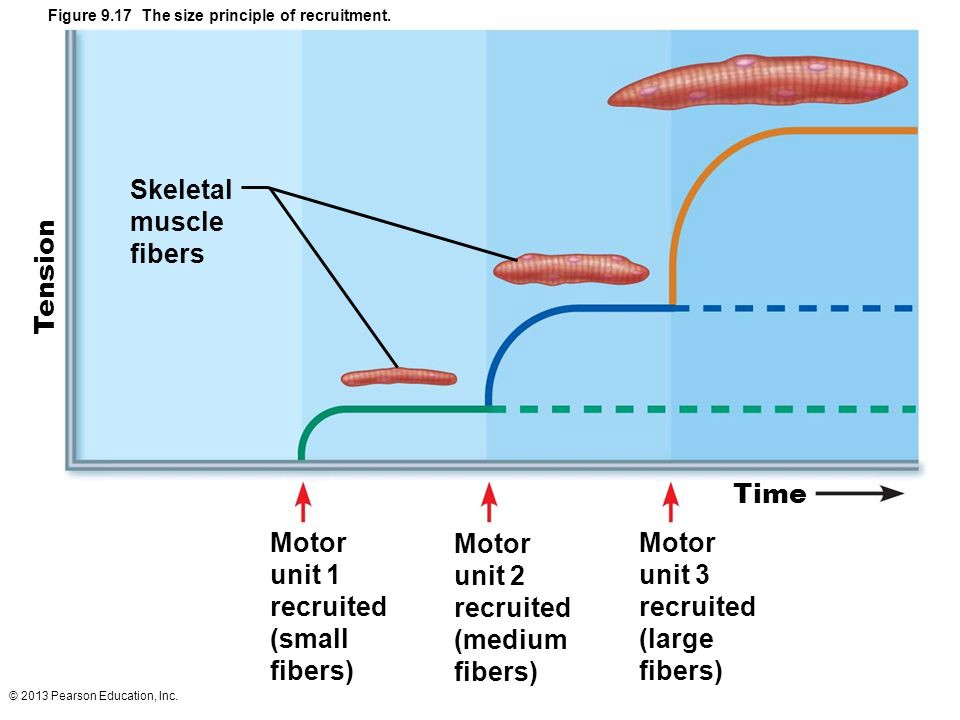 Figure 9.17 The size principle of recruitment.
Skeletal
muscle
fibers
Tension
Time
Motor
unit 1
recruited
(small
fibers)
Motor
unit 2
recruited
(medium
fibers)
Motor
unit 3
recruited
(large
fibers)
© 2013 Pearson Education, Inc.